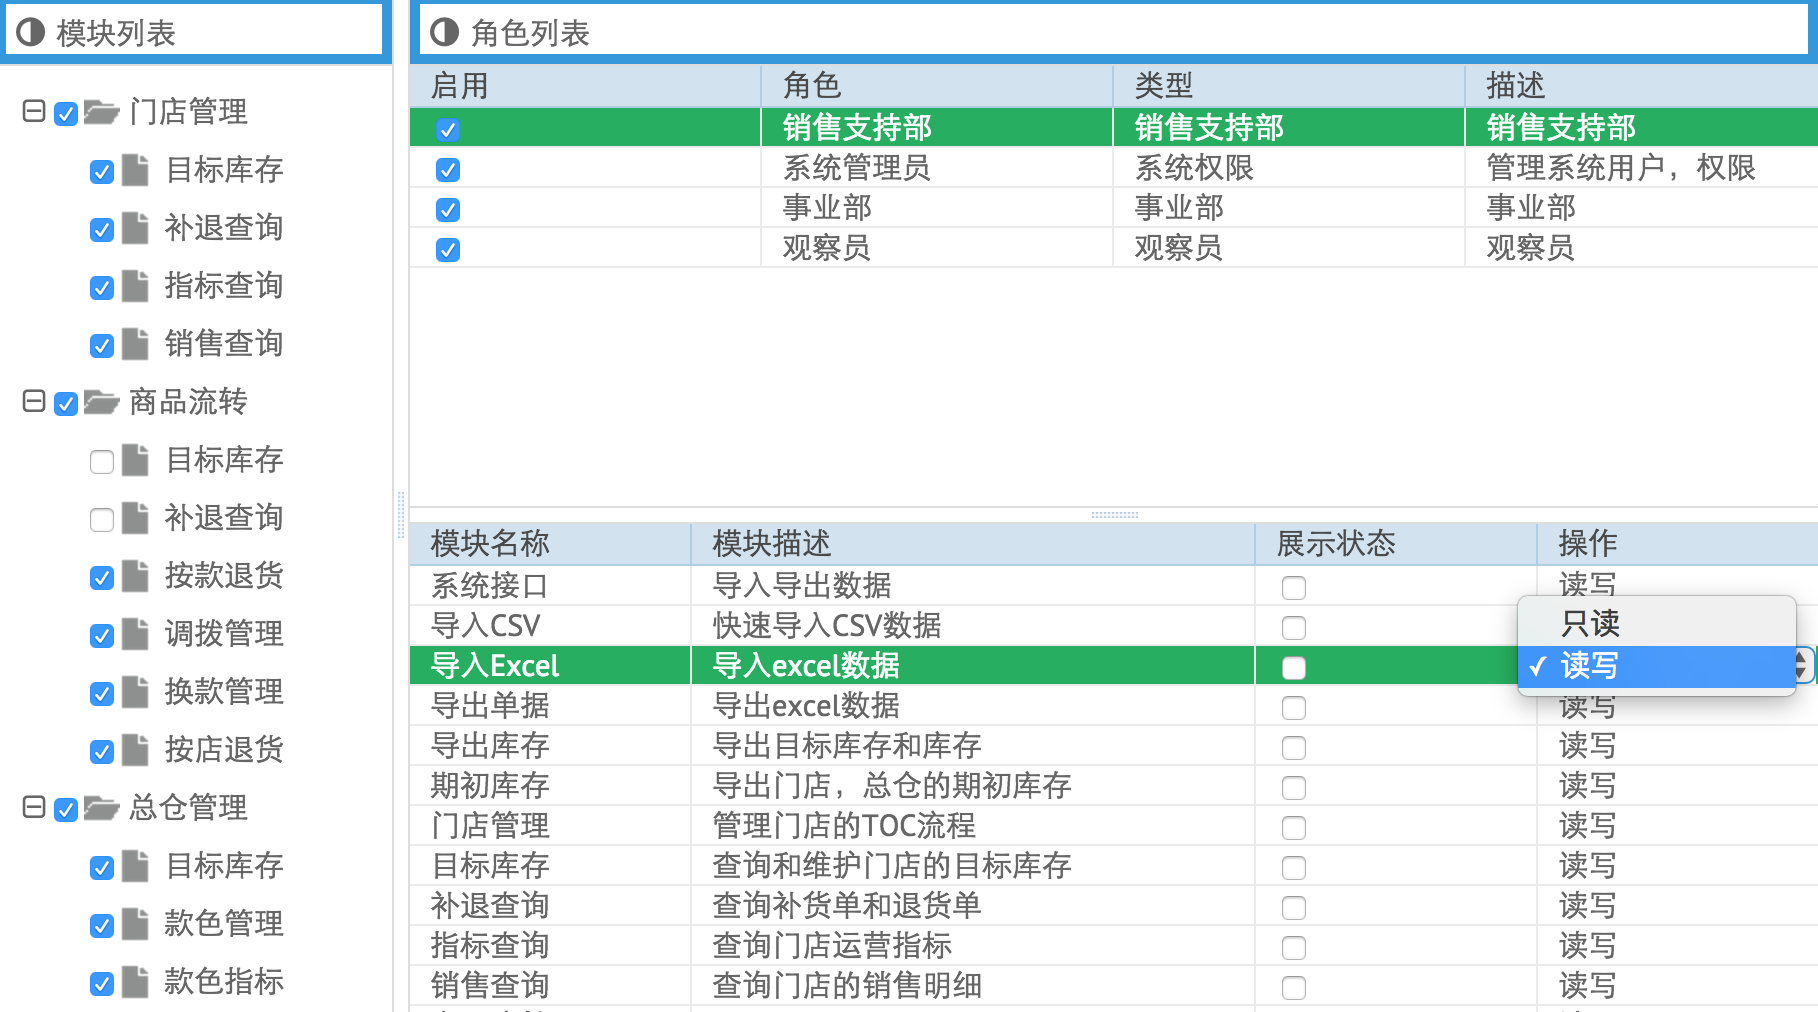 模块列表
门店管理
目标库存
补退查询
指标查询
销售查询
商品流转
目标库存
补退查询
按款退货
调拨管理
换款管理
按店退货
总仓管理
目标库存
款色管理
款色指标
角色列表
启用 角色 类型 描述
销售支持部 销售支持部 销售支持部
系统管理员 系统权限 管理系统用户，权限
事业部 事业部 事业部
观察员 观察员 观察员
模块名称 模块描述 展示状态 操作
系统接口 导入导出数据 读写
导入CSV 快速导入CSV数据 只读
导入Excel 导入excel数据 ✓ 读写
导出单据 导出excel数据 读写
导出库存 导出目标库存和库存 读写
期初库存 导出门店，总仓的期初库存 读写
门店管理 管理门店的TOC流程 读写
目标库存 查询和维护门店的目标库存 读写
补退查询 查询补货单和退货单 读写
指标查询 查询门店运营指标 读写
销售查询 查询门店的销售明细 读写